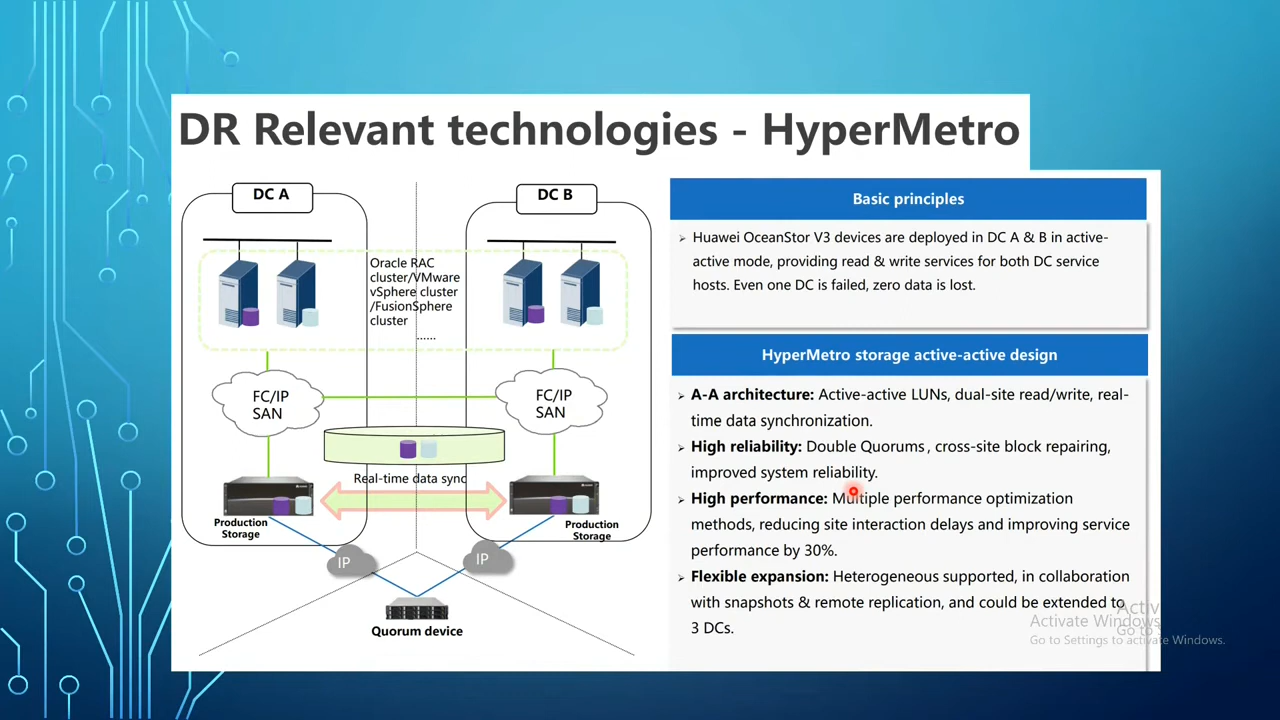 DR Relevant technologies - HyperMetro
DC A
DC B
Oracle RAC
cluster/VMware
vSphere cluster
/FusionSphere
cluster
......
FC/IP
SAN
FC/IP
SAN
Real-time data sync
Production
Storage
Production
Storage
IP
IP
Quorum device
Basic principles
Huawei OceanStor V3 devices are deployed in DC A & B in active-
active mode, providing read & write services for both DC service
hosts. Even one DC is failed, zero data is lost.
HyperMetro storage active-active design
A-A architecture: Active-active LUNs, dual-site read/write, real-
time data synchronization.
High reliability: Double Quorums , cross-site block repairing,
improved system reliability.
High performance: Multiple performance optimization
methods, reducing site interaction delays and improving service
performance by 30%.
Flexible expansion: Heterogeneous supported, in collaboration
with snapshots & remote replication, and could be extended to
3 DCs.
Activ
Activate Windows
Go to S
Go to Settings to activate Windows.